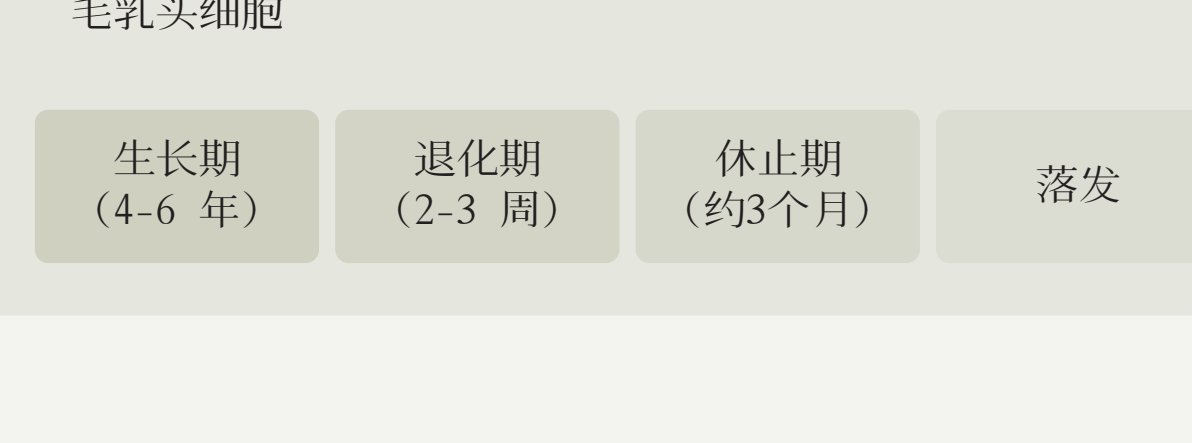 毛乳头细胞
生长期
（4-6 年）
退化期
（2-3 周）
休止期
（约3个月）
落发